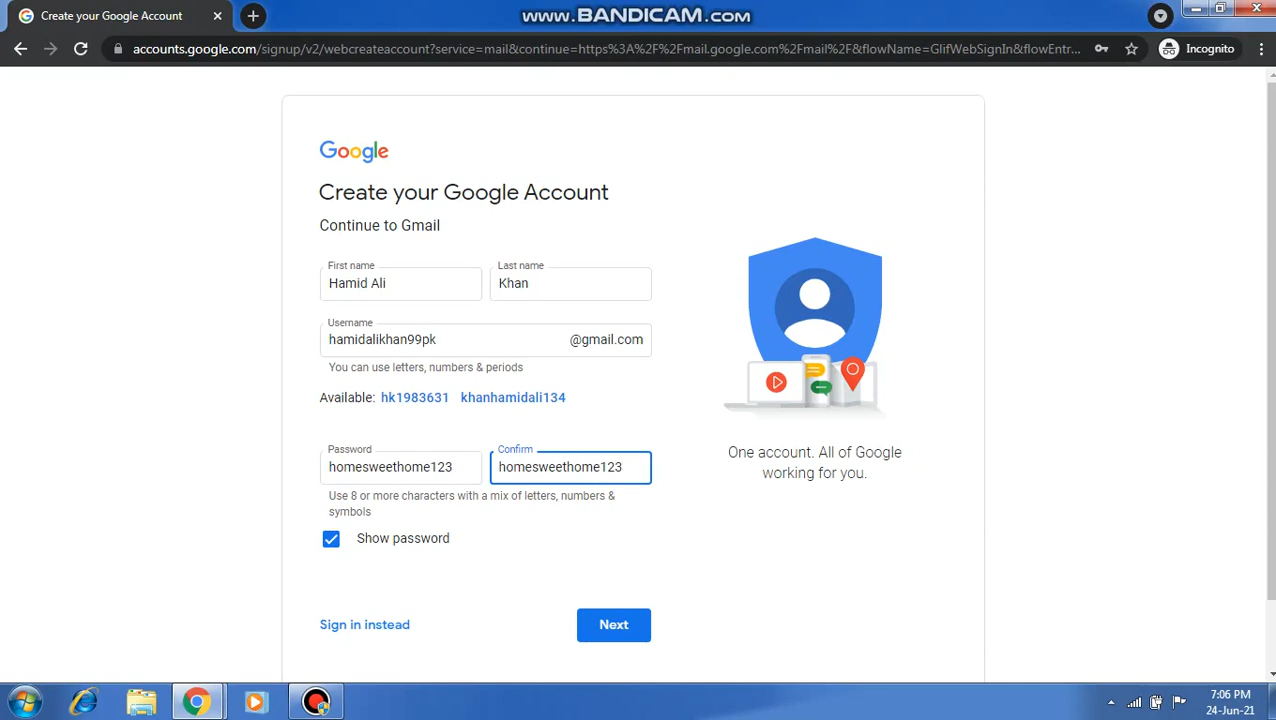 Create your Google Account
www.BANDICAM.com
accounts.google.com/signup/v2/webcreateaccount?service=mail&continue=https%3A%2F%2Fmail.google.com%2Fmail%2F&flowName=GlifWebSignIn&flowEntr...
Incognito
Google
Create your Google Account
Continue to Gmail
First name
Hamid Ali
Last name
Khan
Username
hamidalikhan99pk
@gmail.com
You can use letters, numbers & periods
Available: hk1983631 khanhamidali134
Password
homesweethome123
Confirm
homesweethome123
Use 8 or more characters with a mix of letters, numbers &
symbols
Show password
Sign in instead
Next
One account. All of Google
working for you.
7:06 PM
24-Jun-21